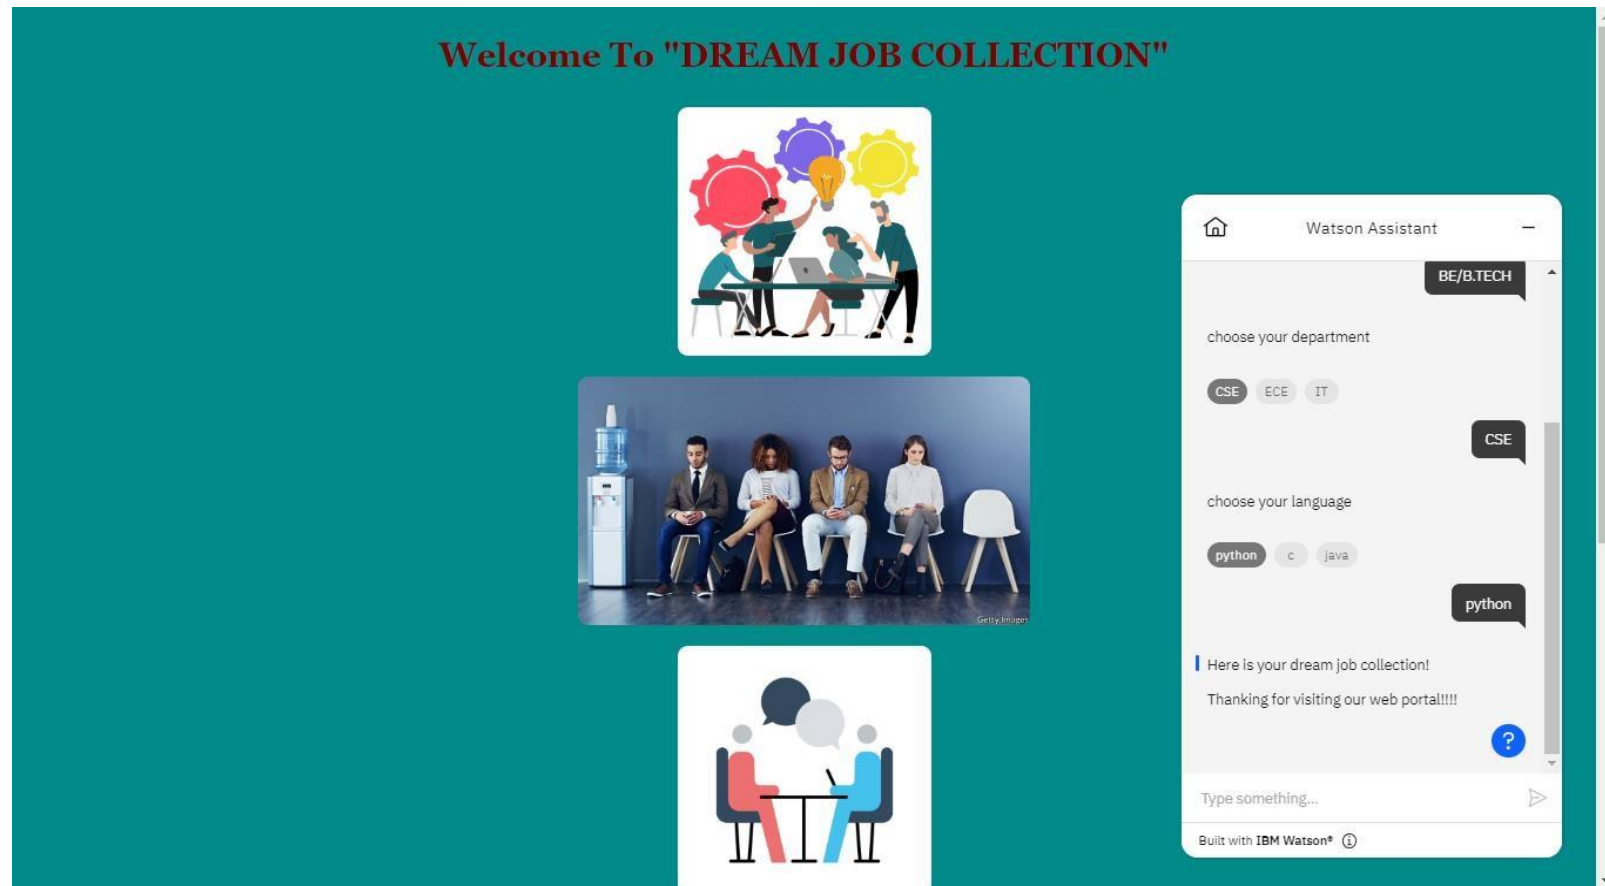 Welcome To "DREAM JOB COLLECTION"
Getty Images
Watson Assistant
BE/B.TECH
choose your department
CSE ECE IT
CSE
choose your language
python c java
python
Here is your dream job collection!
Thanking for visiting our web portal!!!!
?
Type something...
Built with IBM Watson®